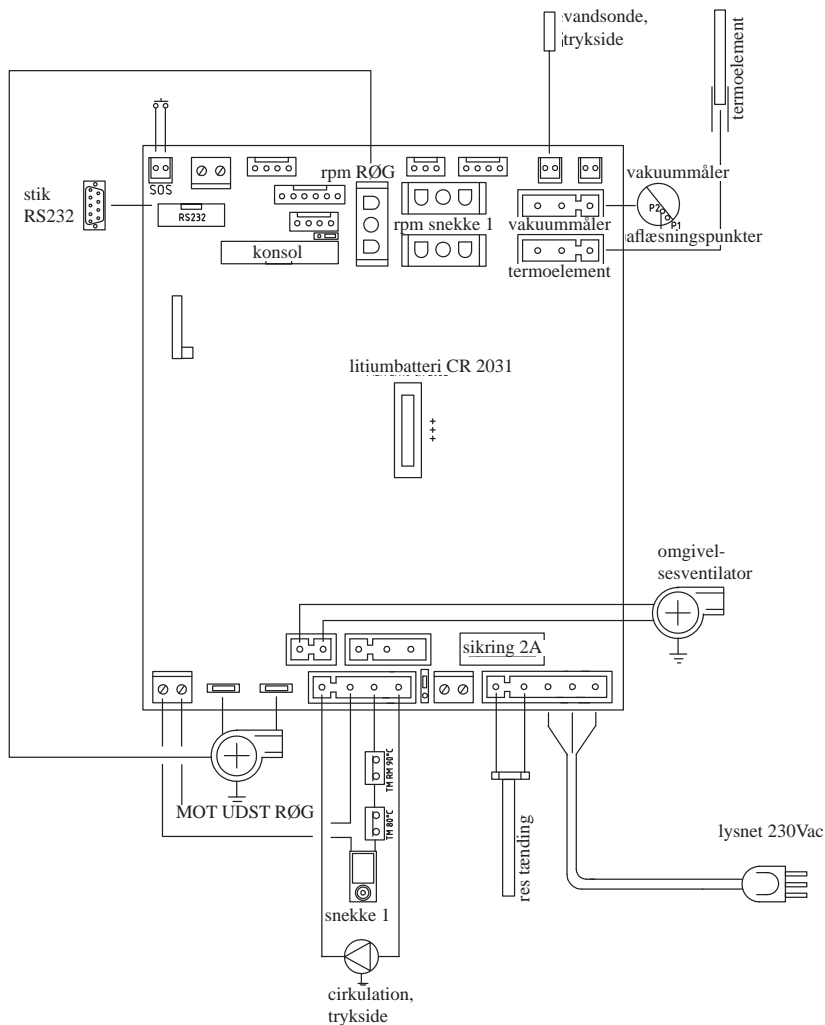 vandsonde,
trykside
termoelement
SOS
rpm RØG
stik
RS232
RS232
rpm snekke 1
vakuummåler
vakuummåler
P2
P1
aflæsningspunkter
konsol
termoelement
litiumbatteri CR 2031
+++
omgivel-
sesventilator
sikring 2A
TM RM 90°C
MOT UDST RØG
TM 80°C
lysnet 230Vac
res tænding
snekke 1
cirkulation,
trykside